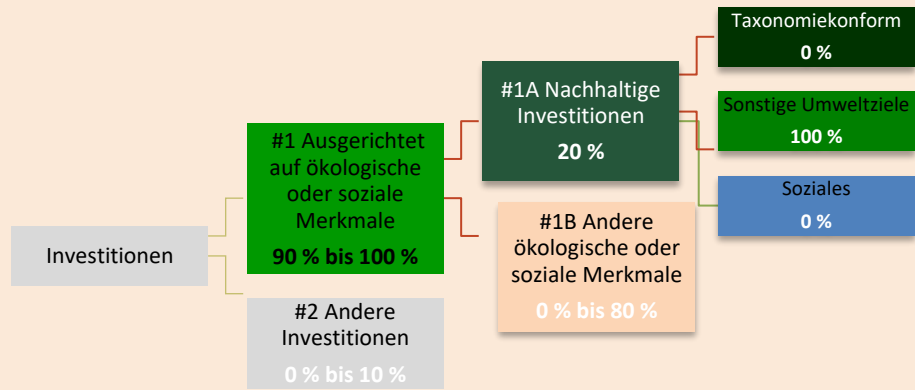 Investitionen
#1 Ausgerichtet
auf ökologische
oder soziale
Merkmale
90 % bis 100 %
#2 Andere
Investitionen
0 % bis 10 %
#1A Nachhaltige
Investitionen
20 %
#1B Andere
ökologische oder
soziale Merkmale
0 % bis 80 %
Taxonomiekonform
0 %
Sonstige Umweltziele
100 %
Soziales
0 %